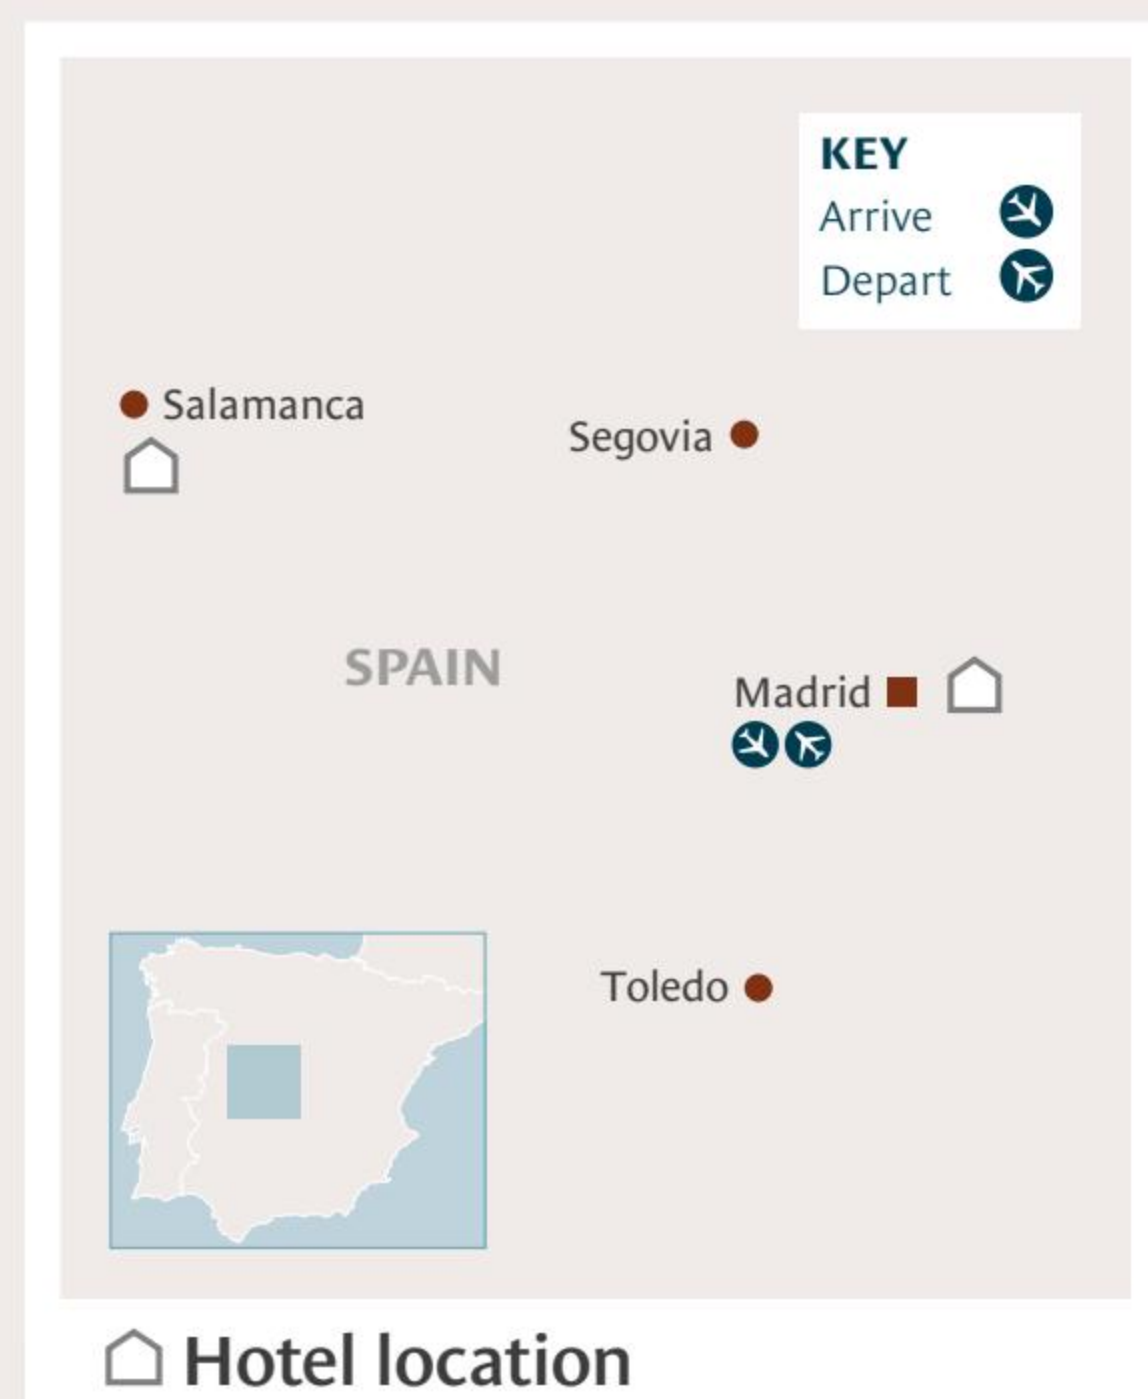 KEY
Arrive
Depart
Salamanca
Segovia
SPAIN
Madrid
Toledo
Hotel location